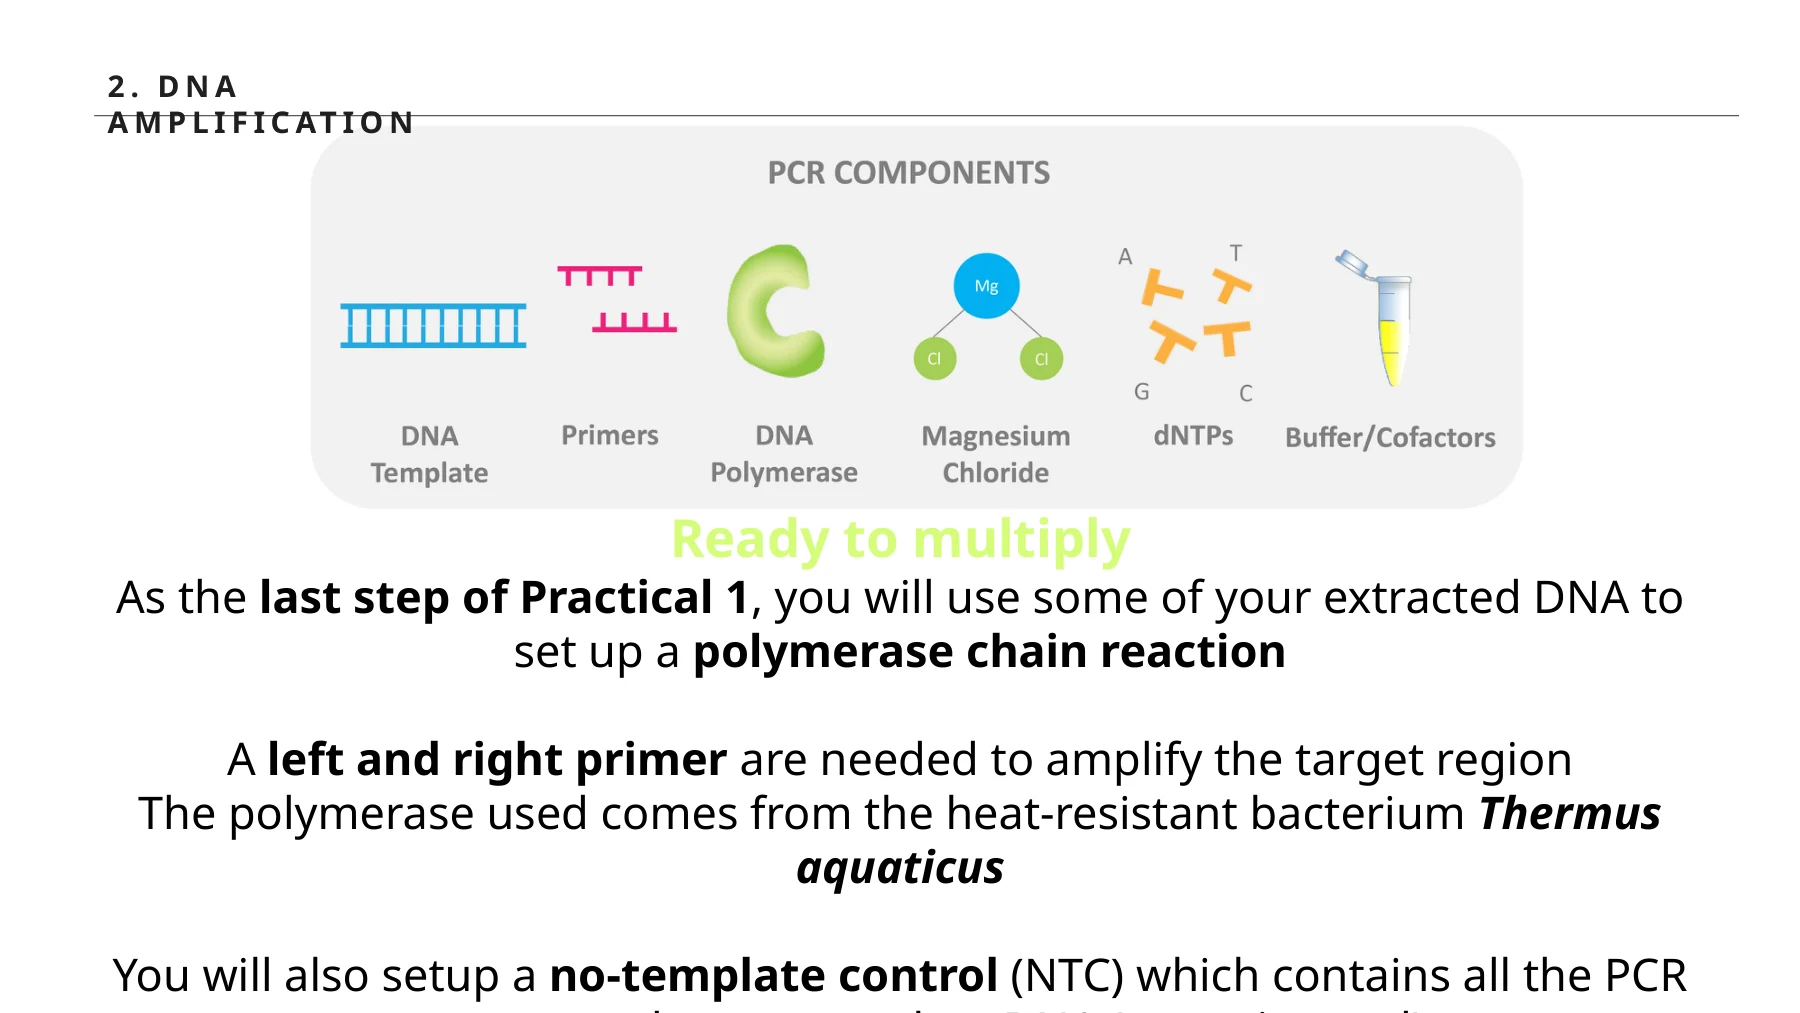 2. DNA
AMPLIFICATION
PCR COMPONENTS
A T
Mg
Cl Cl
G C
DNA
Template
Primers
DNA
Polymerase
Magnesium
Chloride
dNTPs
Buffer/Cofactors
Ready to multiply
As the last step of Practical 1, you will use some of your extracted DNA to
set up a polymerase chain reaction
A left and right primer are needed to amplify the target region
The polymerase used comes from the heat-resistant bacterium Thermus
aquaticus
You will also setup a no-template control (NTC) which contains all the PCR